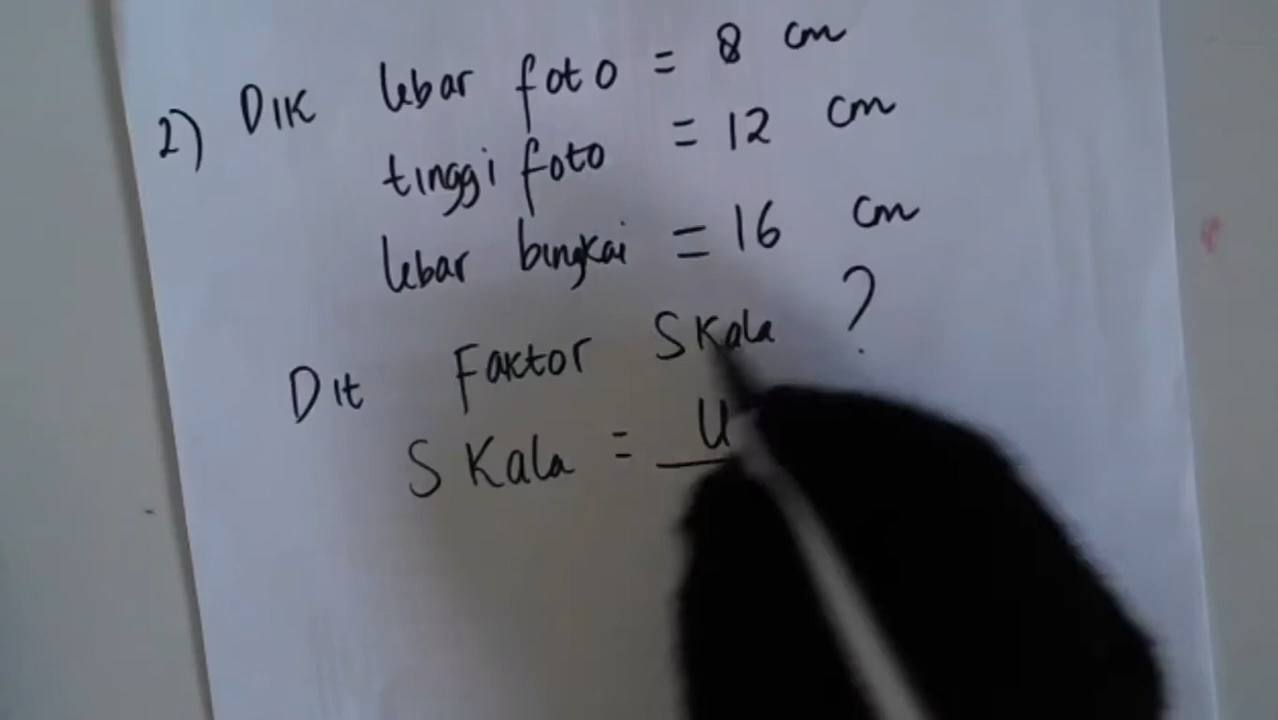 2) DIK lebar foto = 8 cm
tinggi foto = 12 cm
lebar bingkai = 16 cm
Dit Faktor Skala ?
Skala = U